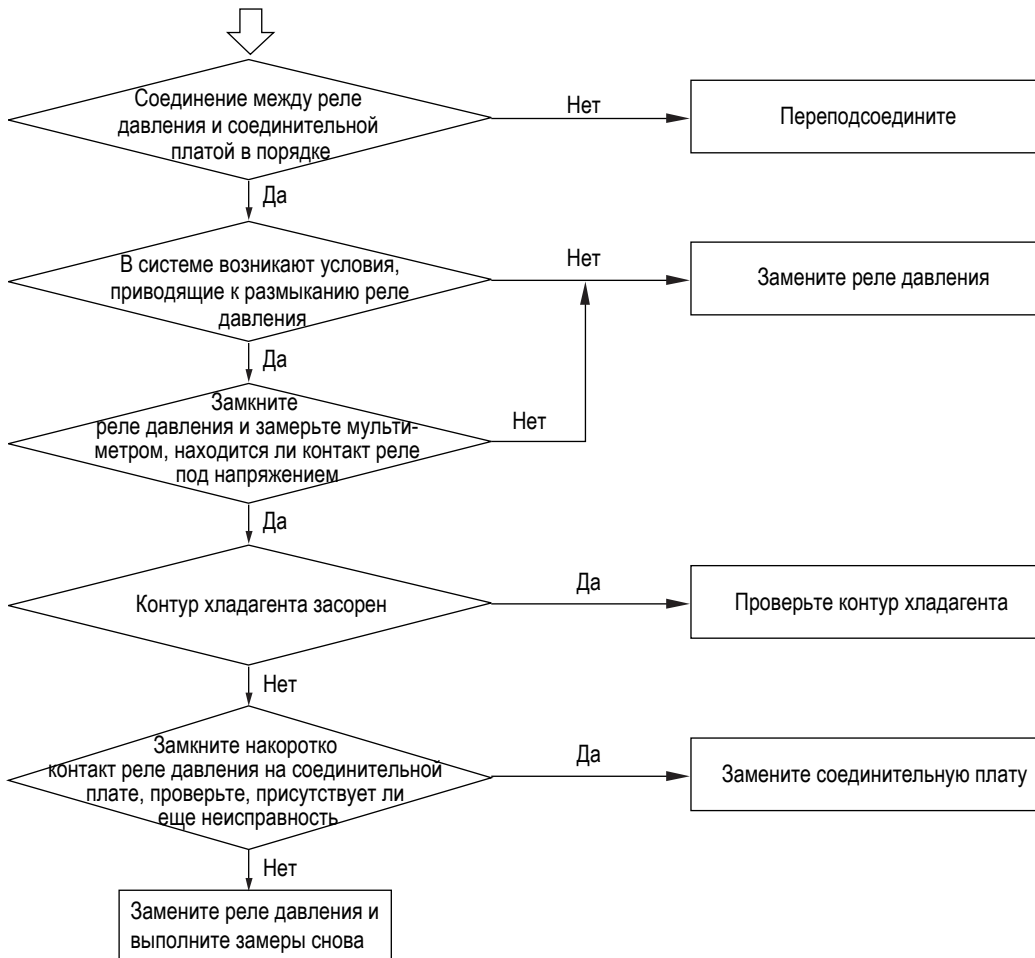 Соединение между реле
давления и соединительной
платой в порядке
Нет
Переподсоедините
Да
В системе возникают условия,
приводящие к размыканию реле
давления
Нет
Замените реле давления
Да
Замкните
реле давления и замерьте мульти-
метром, находится ли контакт реле
под напряжением
Нет
Да
Контур хладагента засорен
Да
Проверьте контур хладагента
Нет
Замкните накоротко
контакт реле давления на соединительной
плате, проверьте, присутствует ли
еще неисправность
Да
Замените соединительную плату
Нет
Замените реле давления и
выполните замеры снова